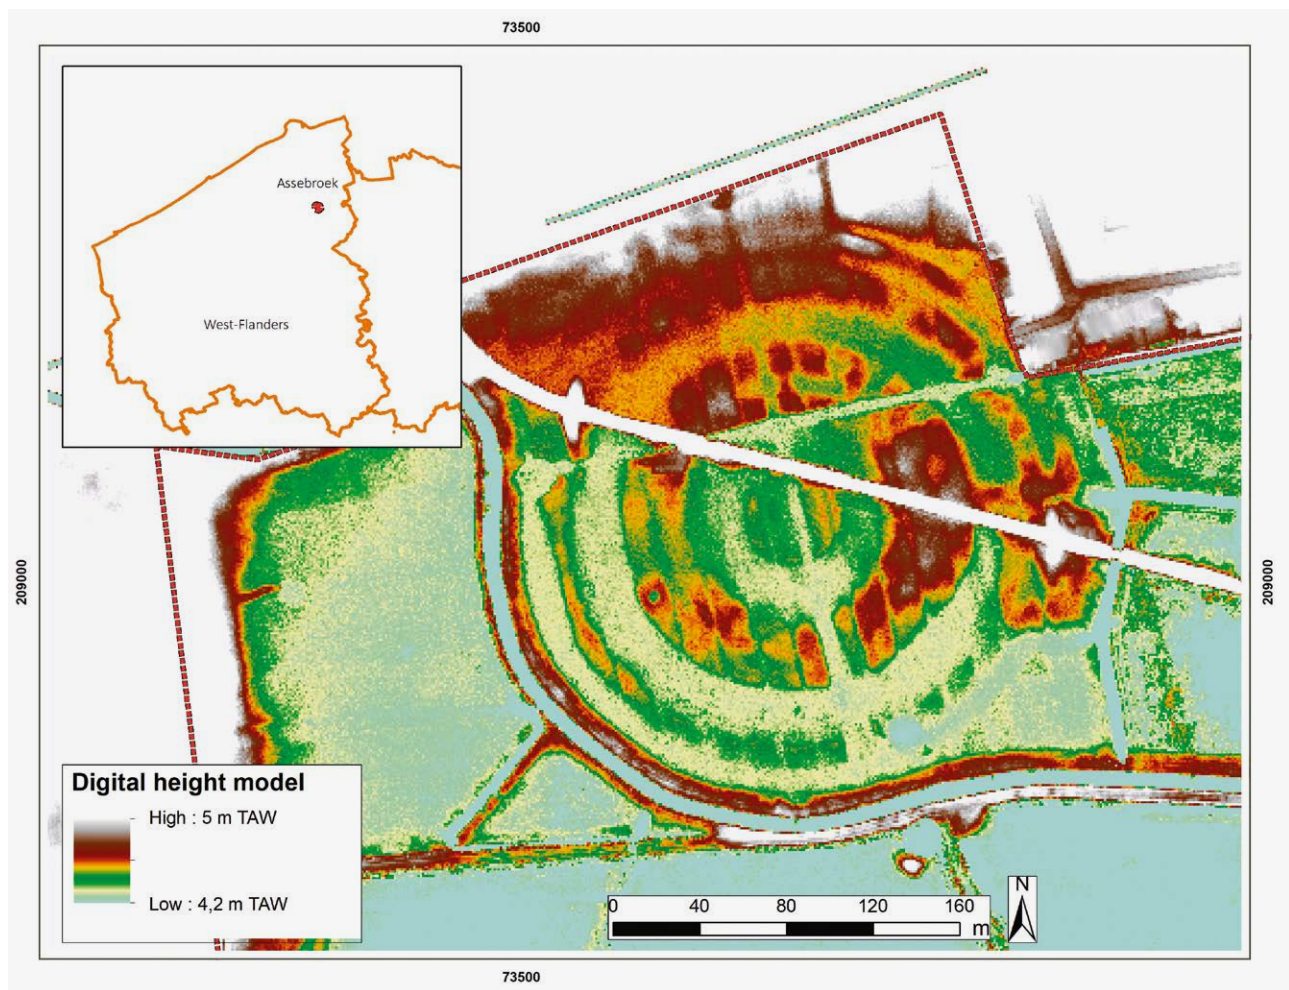 73500
Assebroek
West-Flanders
209000
209000
Digital height model
High : 5 m TAW
Low : 4,2 m TAW
0 40 80 120 160
m
N
73500